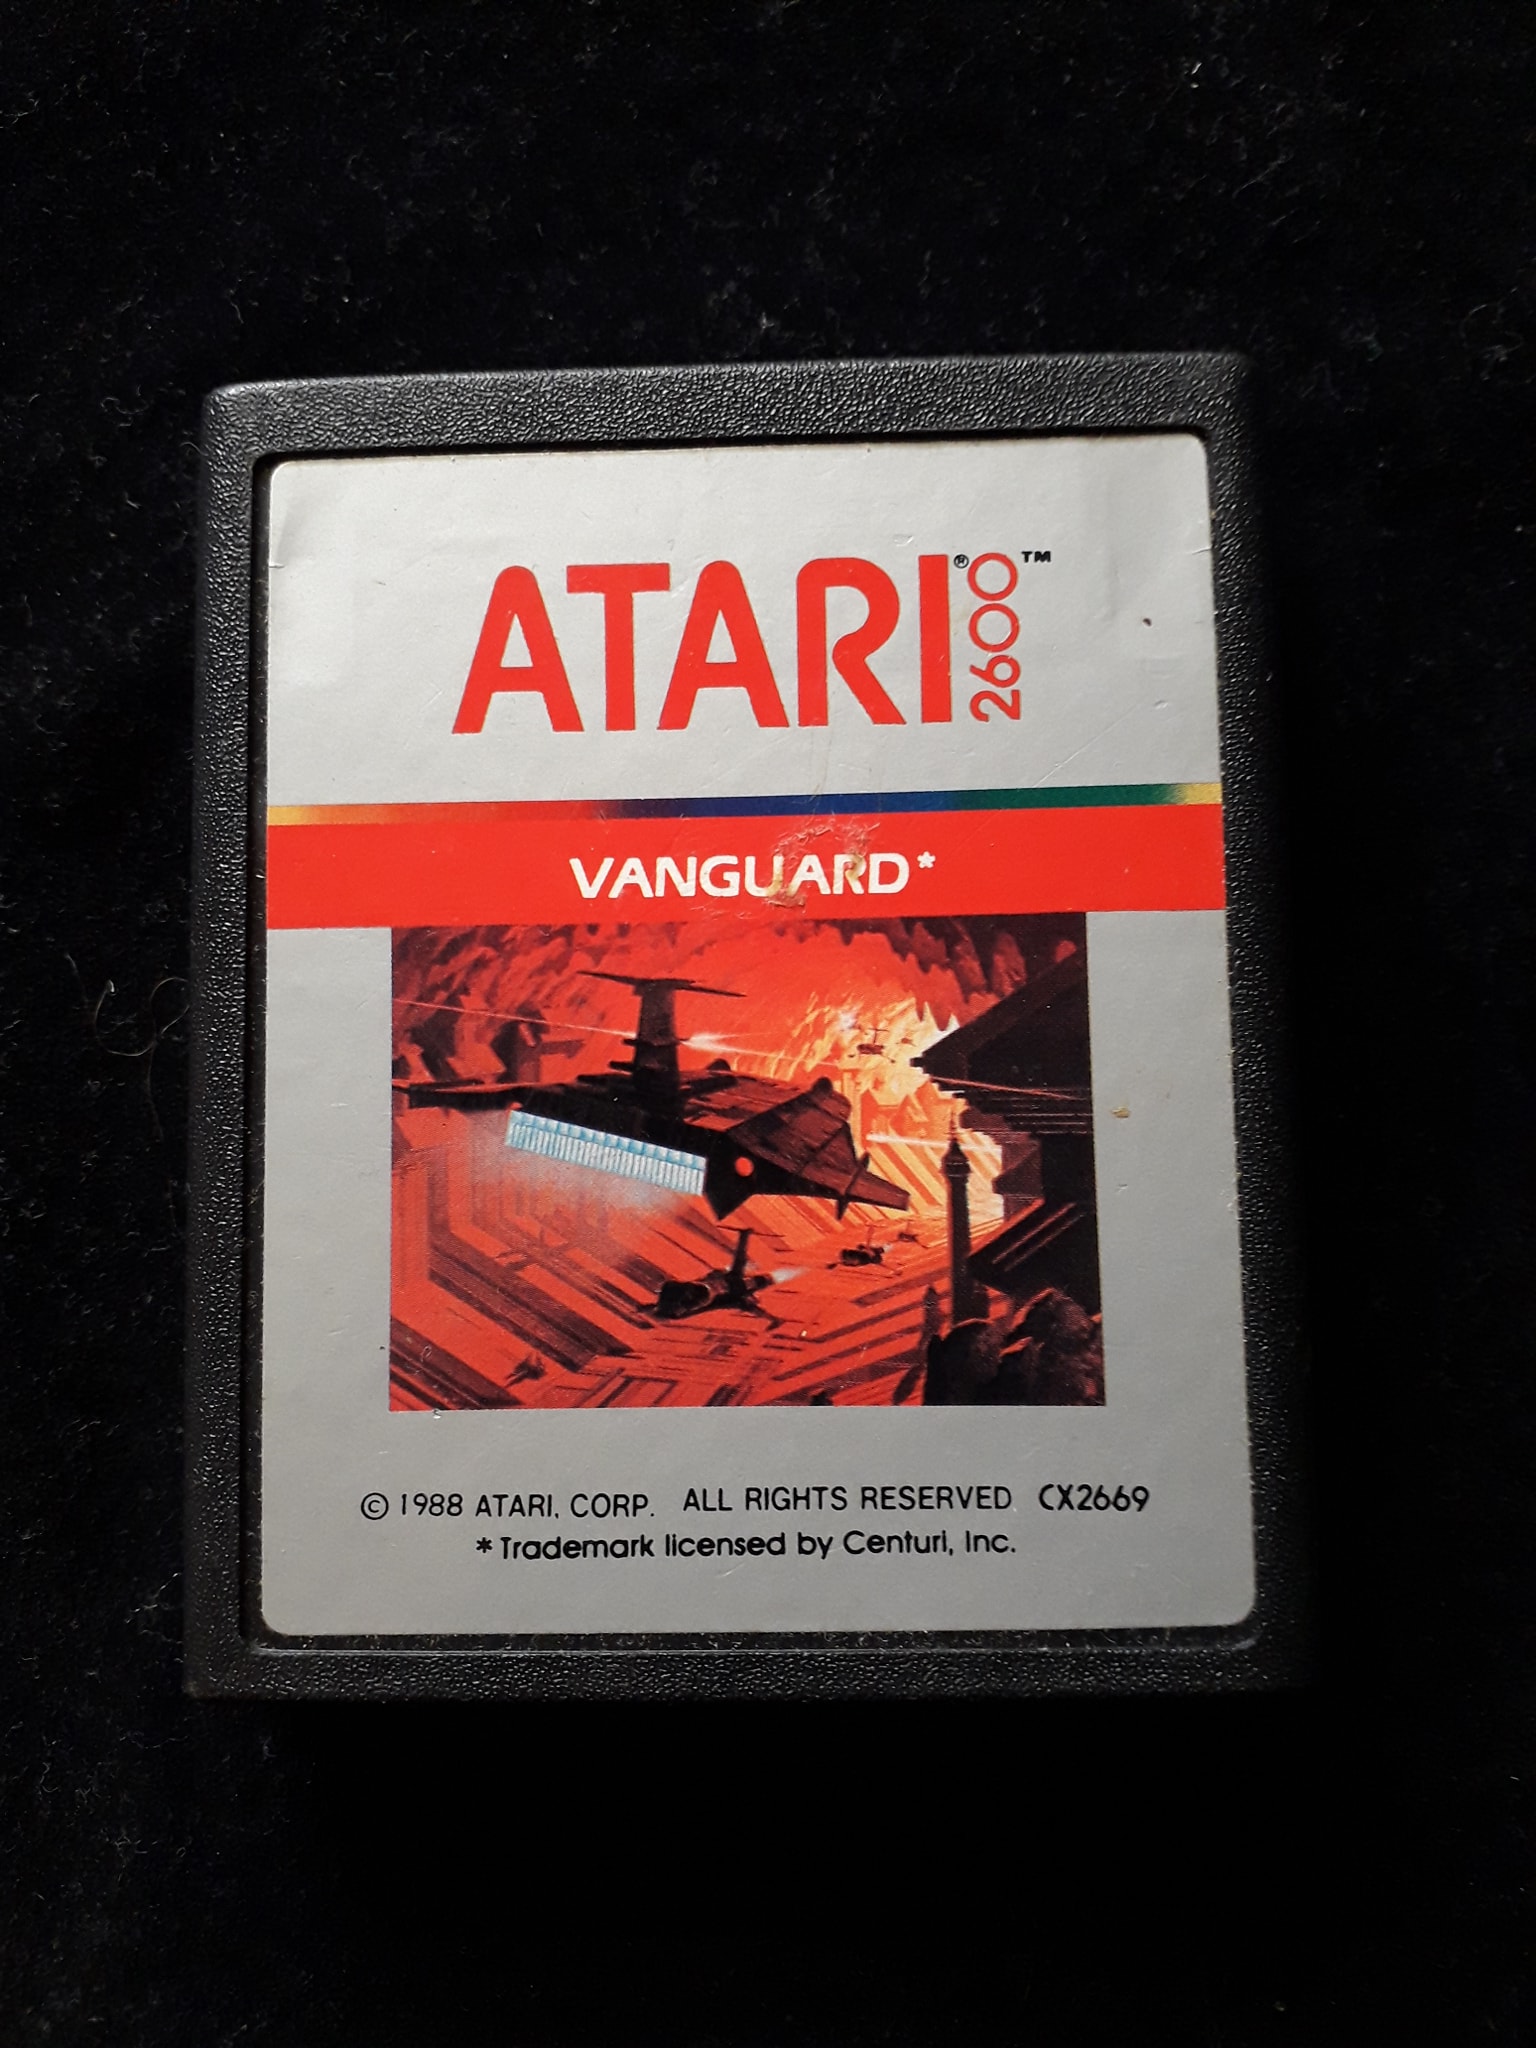 ATARI® 2600™
VANGUARD*
© 1988 ATARI, CORP. ALL RIGHTS RESERVED CX2669
* Trademark licensed by Centuri, Inc.